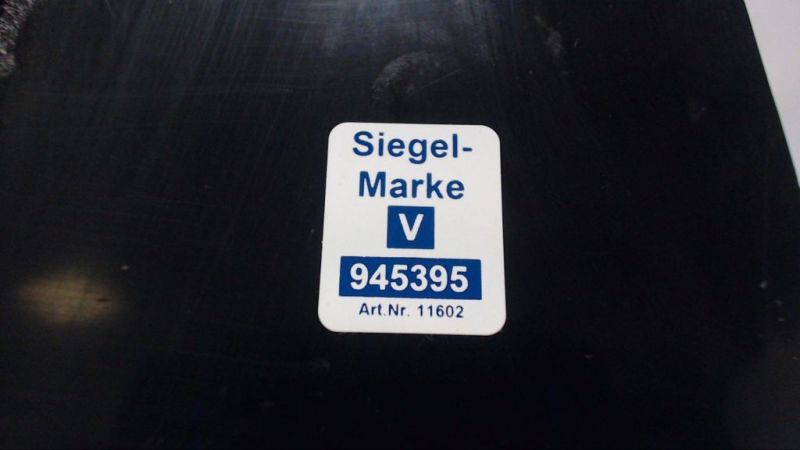 Siegel-
Marke
V
945395
Art.Nr. 11602